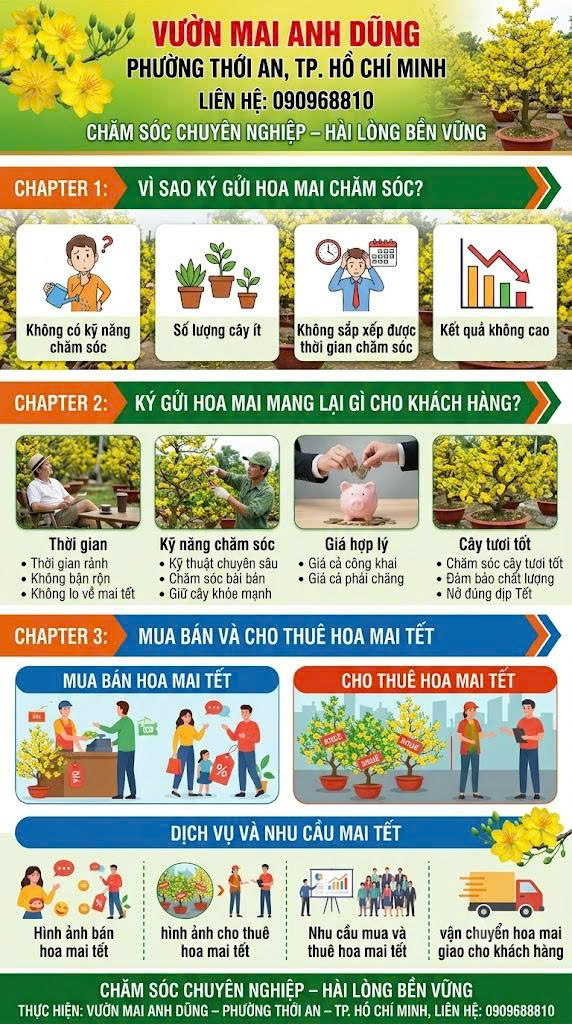 VƯỜN MAI ANH DŨNG
PHƯỜNG THỚI AN, TP. HỒ CHÍ MINH
LIÊN HỆ: 090968810
CHĂM SÓC CHUYÊN NGHIỆP – HÀI LÒNG BỀN VỮNG
CHAPTER 1: VÌ SAO KÝ GỬI HOA MAI CHĂM SÓC?
?
Không có kỹ năng
chăm sóc
Số lượng cây ít
Không sắp xếp được
thời gian chăm sóc
Kết quả không cao
CHAPTER 2: KÝ GỬI HOA MAI MANG LẠI GÌ CHO KHÁCH HÀNG?
Thời gian
• Thời gian rảnh
• Không bận rộn
• Không lo về mai tết
Kỹ năng chăm sóc
• Kỹ thuật chuyên sâu
• Chăm sóc bài bản
• Giữ cây khỏe mạnh
Giá hợp lý
• Giá cả công khai
• Giá cả phải chăng
Cây tươi tốt
• Chăm sóc cây tươi tốt
• Đảm bảo chất lượng
• Nở đúng dịp Tết
CHAPTER 3: MUA BÁN VÀ CHO THUÊ HOA MAI TẾT
MUA BÁN HOA MAI TẾT
%
CHO THUÊ HOA MAI TẾT
DỊCH VỤ VÀ NHU CẦU MAI TẾT
Hình ảnh bán
hoa mai tết
hình ảnh cho thuê
hoa mai tết
Nhu cầu mua và
thuê hoa mai tết
vận chuyển hoa mai
giao cho khách hàng
CHĂM SÓC CHUYÊN NGHIỆP – HÀI LÒNG BỀN VỮNG
THỰC HIỆN: VƯỜN MAI ANH DŨNG – PHƯỜNG THỚI AN – TP. HÓ CHÍ MINH, LIÊN HỆ: 0909688810